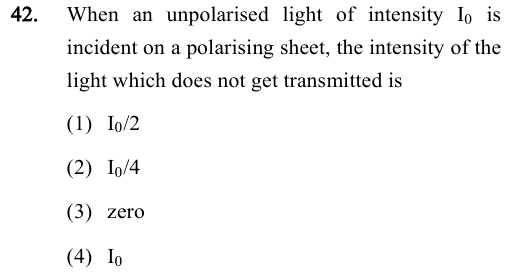 42. When an unpolarised light of intensity I₀ is
incident on a polarising sheet, the intensity of the
light which does not get transmitted is
(1) I₀/2
(2) I₀/4
(3) zero
(4) I₀